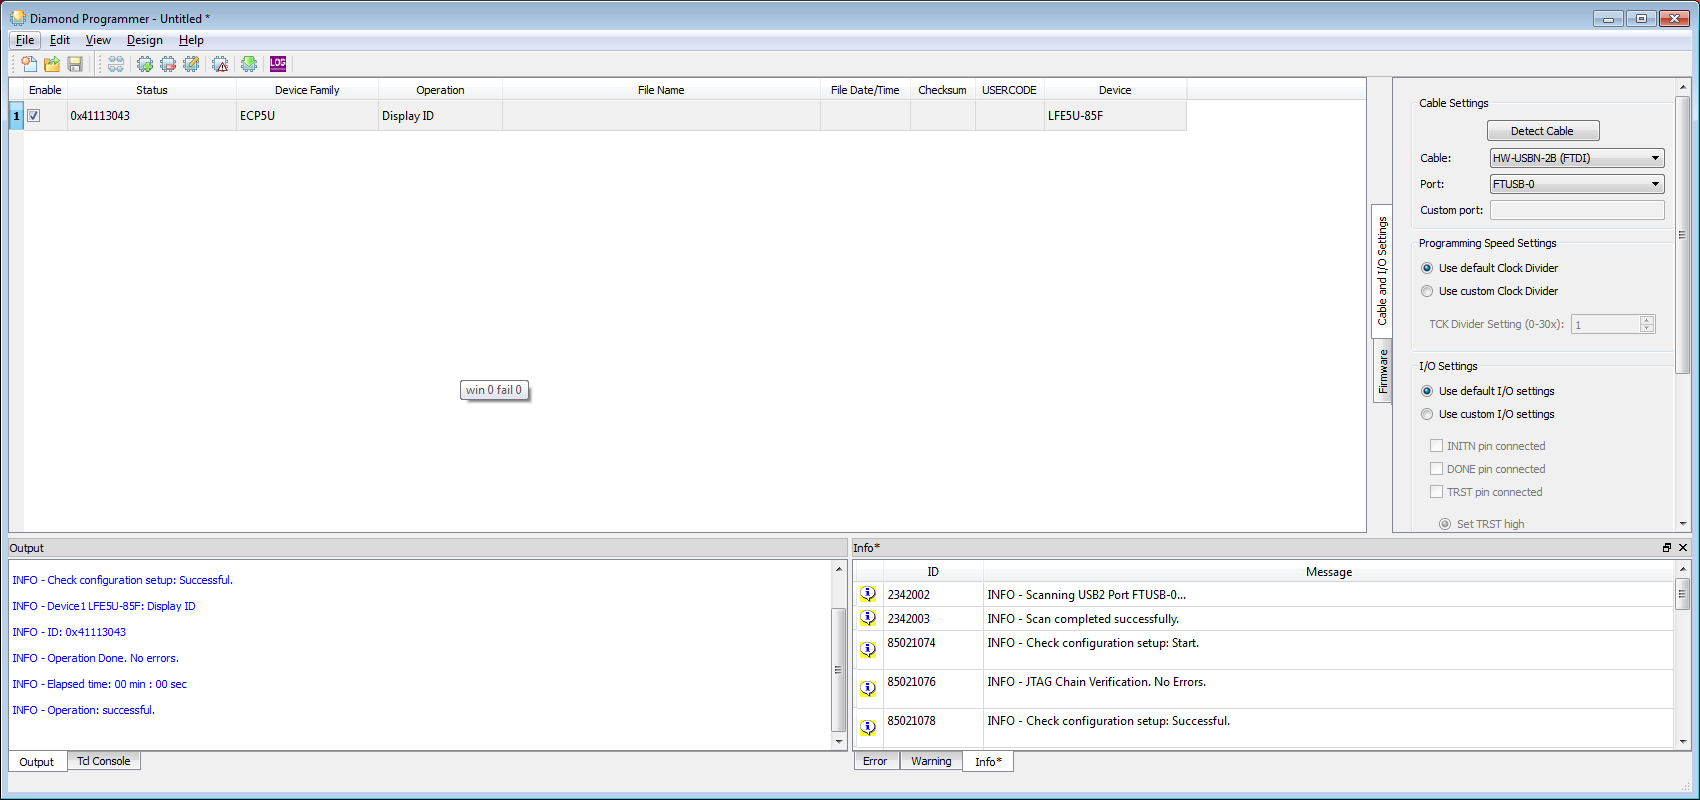 Diamond Programmer - Untitled *
File Edit View Design Help
LOG
Enable Status Device Family Operation File Name File Date/Time Checksum USERCODE Device
1 0x41113043 ECP5U Display ID LFE5U-85F
win 0 fail 0
Cable and I/O Settings
Firmware
Cable Settings
Detect Cable
Cable: HW-USBN-2B (FTDI)
Port: FTUSB-0
Custom port:
Programming Speed Settings
Use default Clock Divider
Use custom Clock Divider
TCK Divider Setting (0-30x): 1
I/O Settings
Use default I/O settings
Use custom I/O settings
INITN pin connected
DONE pin connected
TRST pin connected
Set TRST high
Output
INFO - Check configuration setup: Successful.
INFO - Device1 LFE5U-85F: Display ID
INFO - ID: 0x41113043
INFO - Operation Done. No errors.
INFO - Elapsed time: 00 min : 00 sec
INFO - Operation: successful.
Output Tcl Console
Info*
ID Message
2342002 INFO - Scanning USB2 Port FTUSB-0...
2342003 INFO - Scan completed successfully.
85021074 INFO - Check configuration setup: Start.
85021076 INFO - JTAG Chain Verification. No Errors.
85021078 INFO - Check configuration setup: Successful.
Error Warning Info*